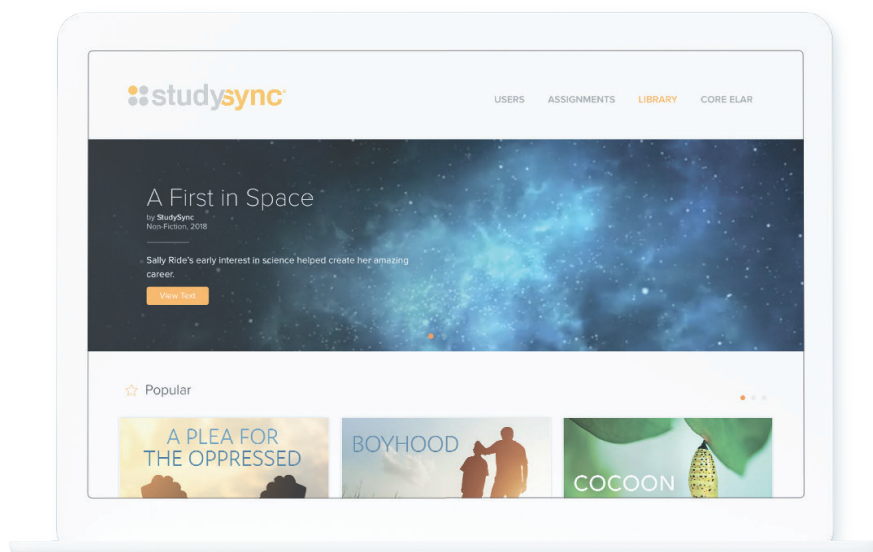 studysync
USERS ASSIGNMENTS LIBRARY CORE ELAR
A First in Space
by StudySync
Non-Fiction, 2018
Sally Ride's early interest in science helped create her amazing
career.
View Text
Popular
A PLEA FOR
THE OPPRESSED
BOYHOOD
COCOON